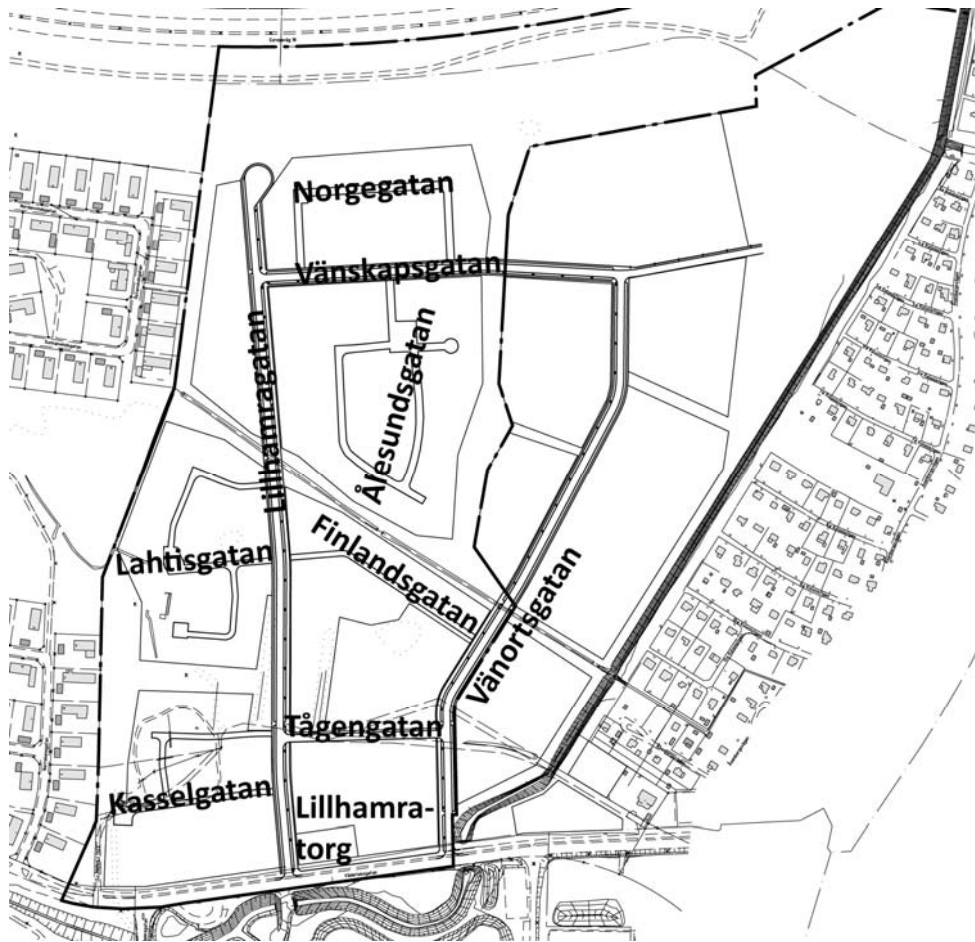 Norgegatan
Vänskapsgatan
Lillhamragatan
Ålesundsgatan
Lahtisgatan
Finlandsgatan
Vänortsgatan
Tågengatan
Kasselgatan
Lillhamra-
torg